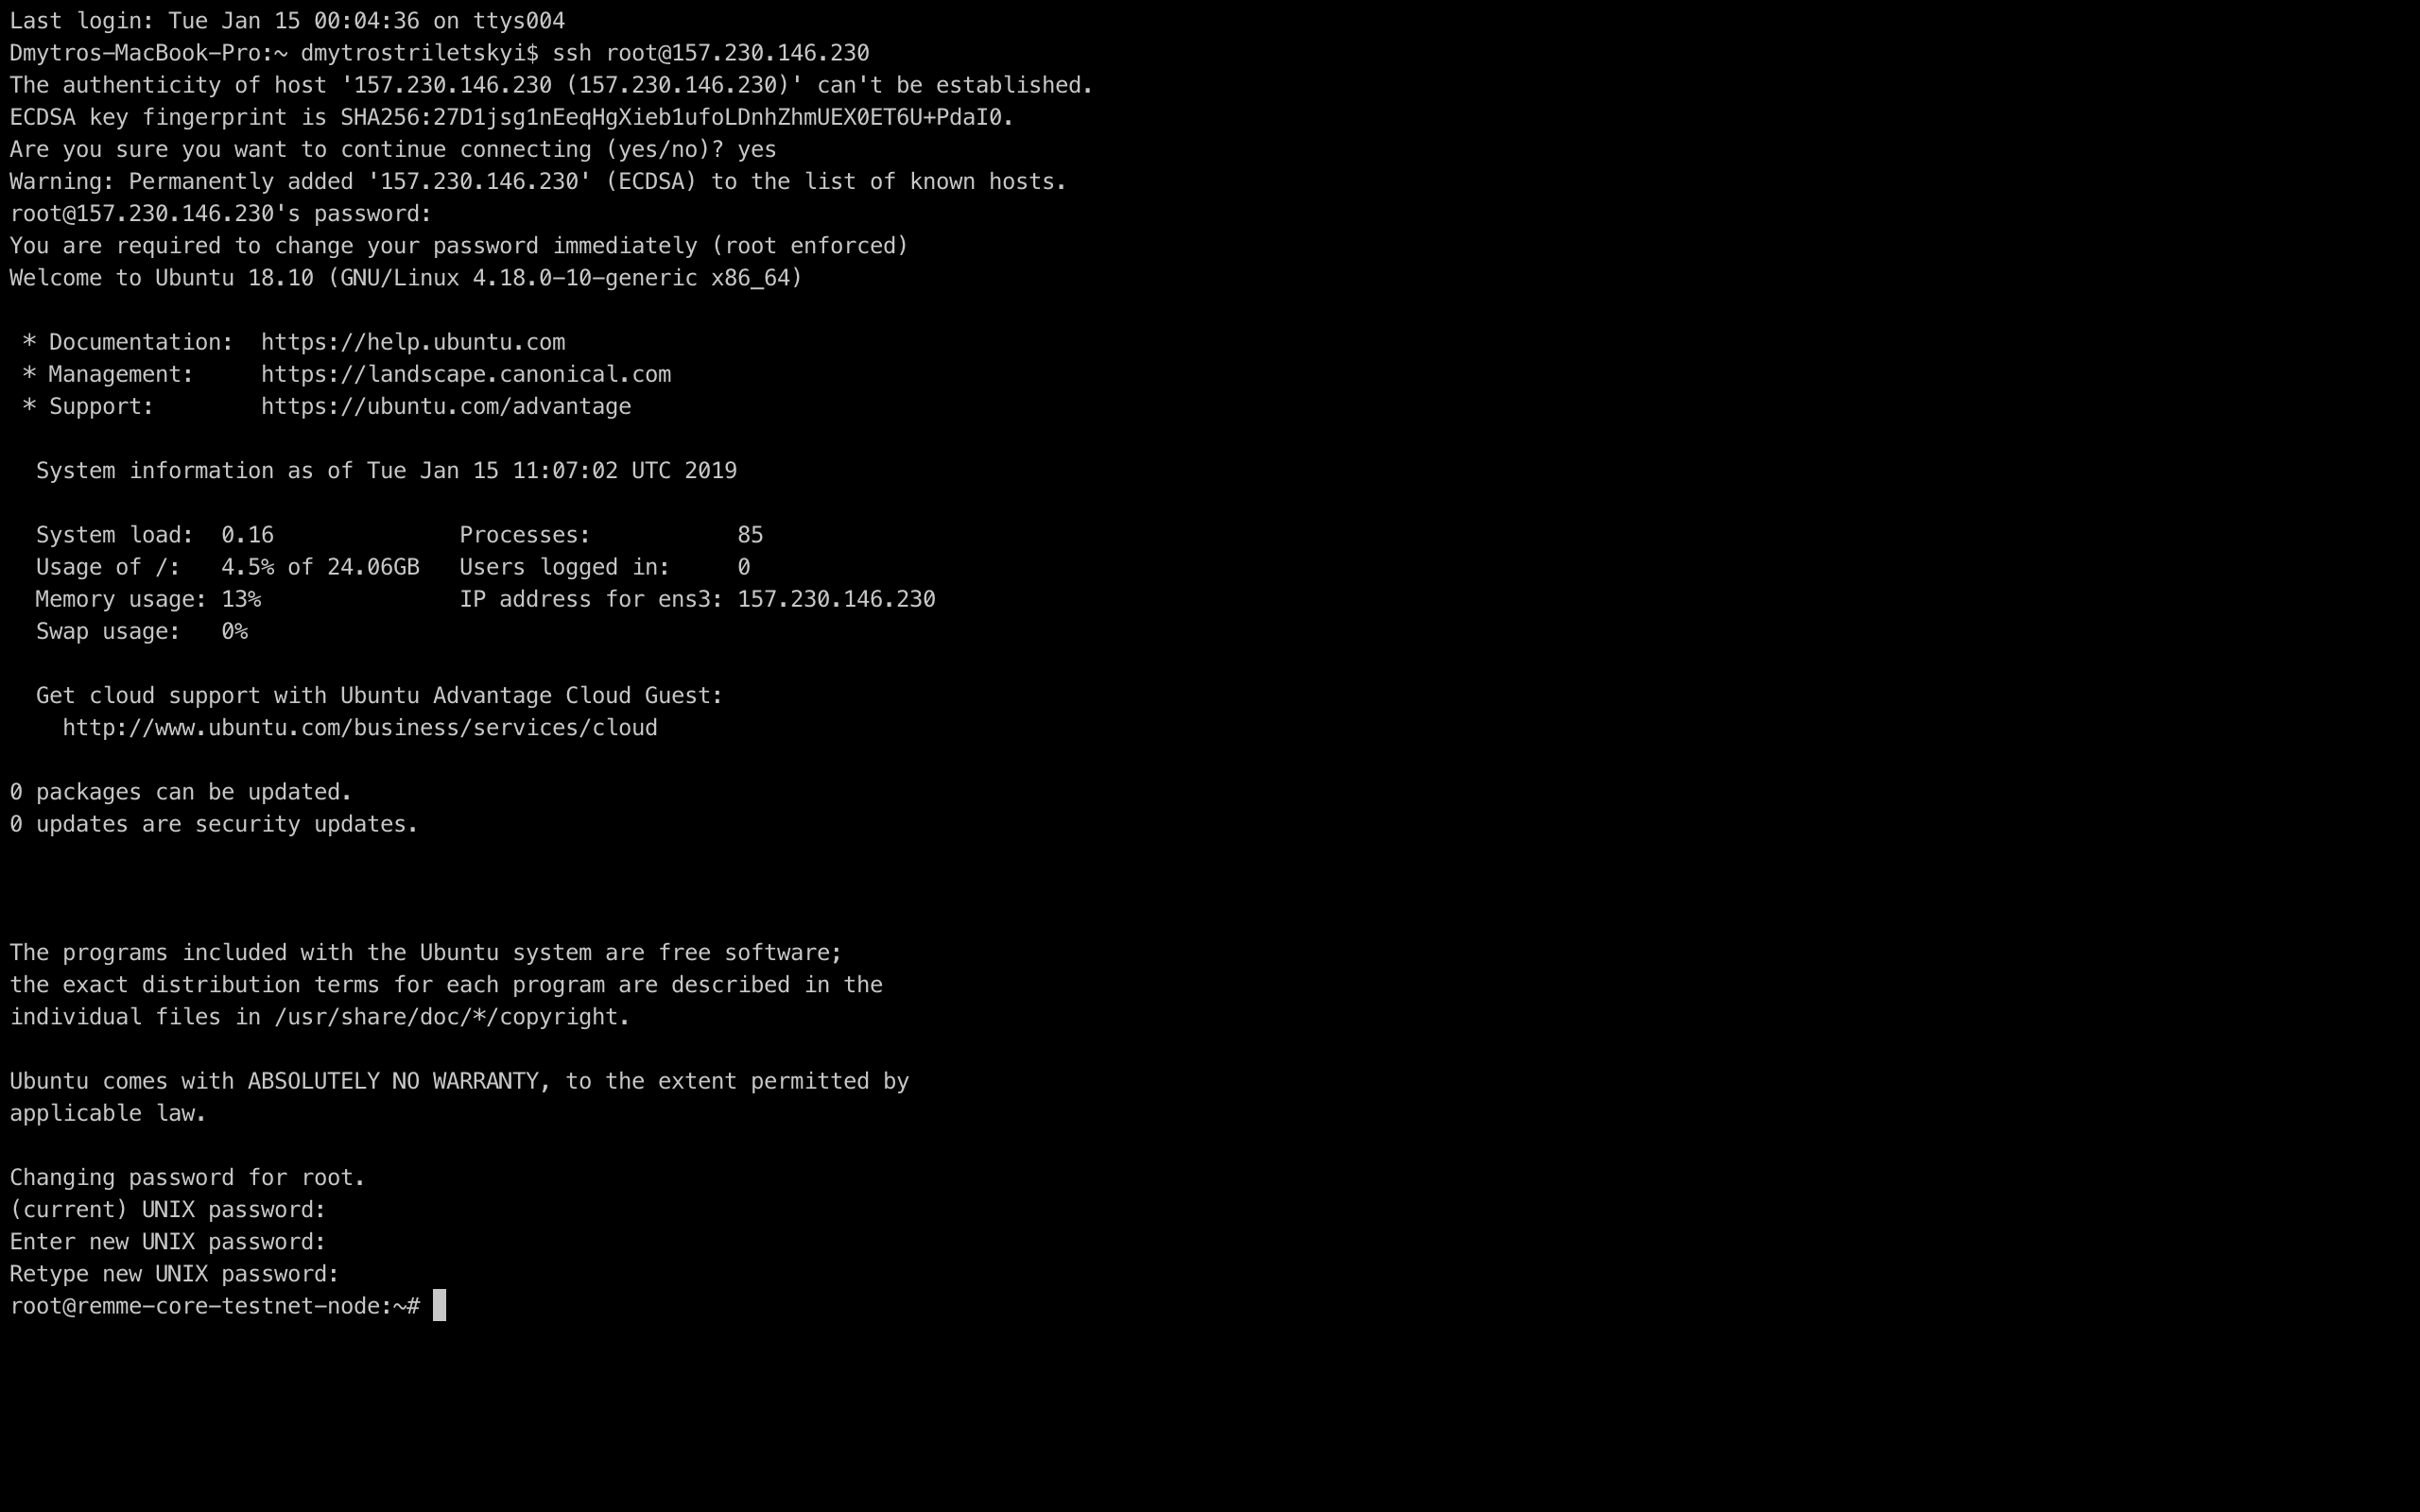 Last login: Tue Jan 15 00:04:36 on ttys004
Dmytros-MacBook-Pro:~ dmytrostriletskyi$ ssh root@157.230.146.230
The authenticity of host '157.230.146.230 (157.230.146.230)' can't be established.
ECDSA key fingerprint is SHA256:27D1jsg1nEeqHgXieb1ufoLDnhZhmUEX0ET6U+PdaI0.
Are you sure you want to continue connecting (yes/no)? yes
Warning: Permanently added '157.230.146.230' (ECDSA) to the list of known hosts.
root@157.230.146.230's password:
You are required to change your password immediately (root enforced)
Welcome to Ubuntu 18.10 (GNU/Linux 4.18.0-10-generic x86_64)

 * Documentation:  https://help.ubuntu.com
 * Management:     https://landscape.canonical.com
 * Support:        https://ubuntu.com/advantage

  System information as of Tue Jan 15 11:07:02 UTC 2019

  System load:  0.16              Processes:           85
  Usage of /:   4.5% of 24.06GB   Users logged in:     0
  Memory usage: 13%               IP address for ens3: 157.230.146.230
  Swap usage:   0%

  Get cloud support with Ubuntu Advantage Cloud Guest:
    http://www.ubuntu.com/business/services/cloud

0 packages can be updated.
0 updates are security updates.

The programs included with the Ubuntu system are free software;
the exact distribution terms for each program are described in the
individual files in /usr/share/doc/*/copyright.

Ubuntu comes with ABSOLUTELY NO WARRANTY, to the extent permitted by
applicable law.

Changing password for root.
(current) UNIX password:
Enter new UNIX password:
Retype new UNIX password:
root@remme-core-testnet-node:~#